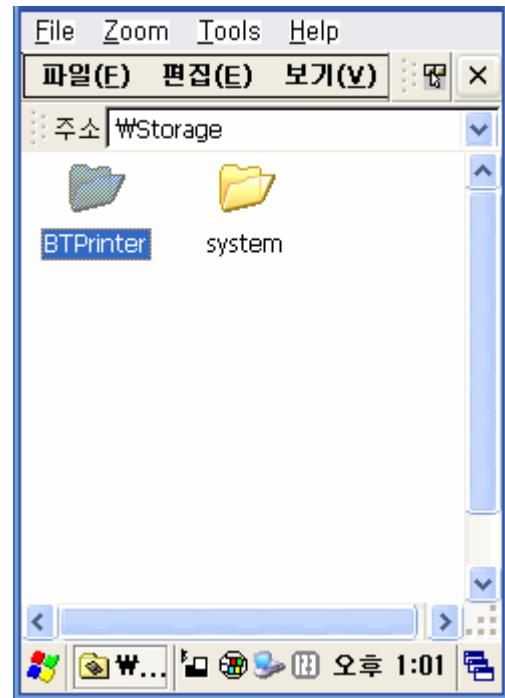 File Zoom Tools Help
파일(F) 편집(E) 보기(V)
주소 ₩Storage
BTPrinter system
₩... 오후 1:01